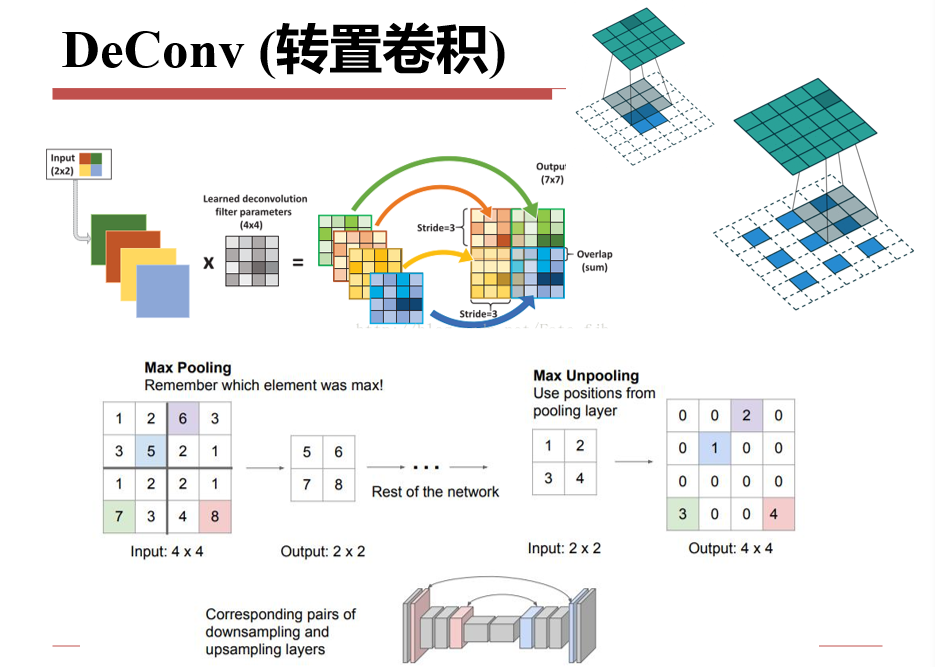 DeConv (转置卷积)
Input
(2x2)
Learned deconvolution
filter parameters
(4x4)
X
=
Stride=3
Stride=3
Output
(7x7)
Overlap
(sum)
Max Pooling
Remember which element was max!
1 2 6 3
3 5 2 1
1 2 2 1
7 3 4 8
Input: 4 x 4
5 6
7 8
Output: 2 x 2
...
Rest of the network
Max Unpooling
Use positions from
pooling layer
1 2
3 4
Input: 2 x 2
0 0 2 0
0 1 0 0
0 0 0 0
3 0 0 4
Output: 4 x 4
Corresponding pairs of
downsampling and
upsampling layers